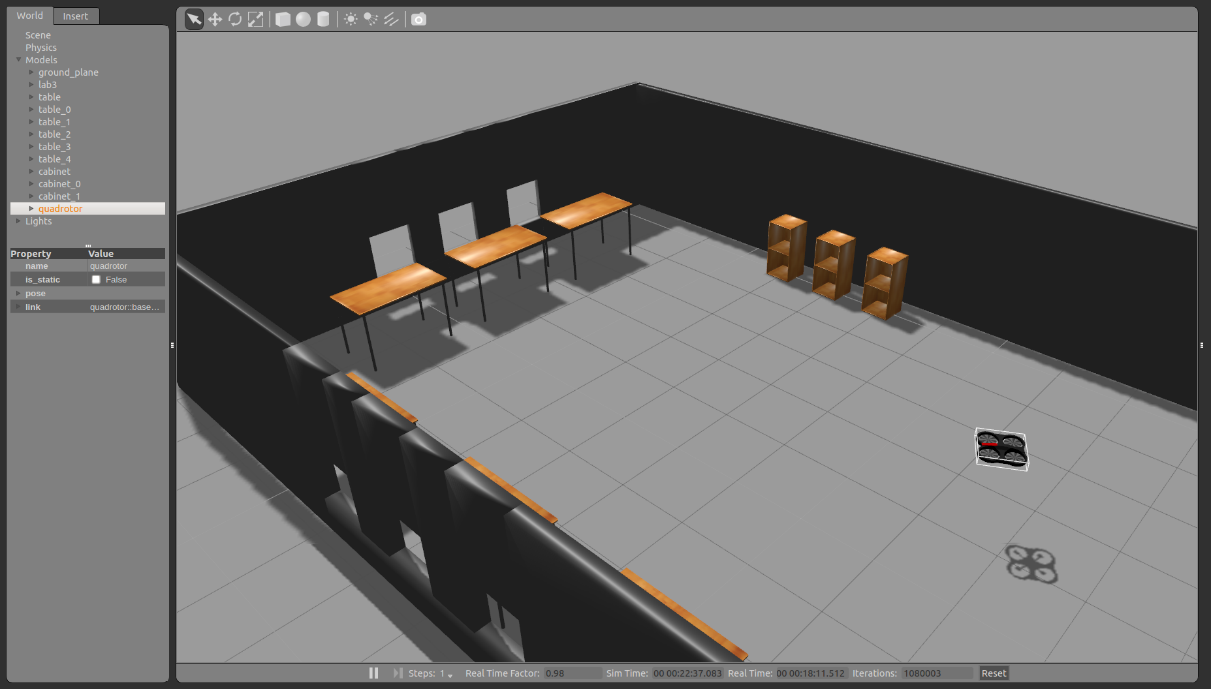 World Insert
Scene
Physics
Models
ground_plane
lab3
table
table_0
table_1
table_2
table_3
table_4
cabinet
cabinet_0
cabinet_1
quadrotor
Lights
Property Value
name quadrotor
is_static False
pose
link quadrotor::base...
Steps: 1 Real Time Factor: 0.98 Sim Time: 00 00:22:37.083 Real Time: 00 00:18:11.512 Iterations: 1080003 Reset